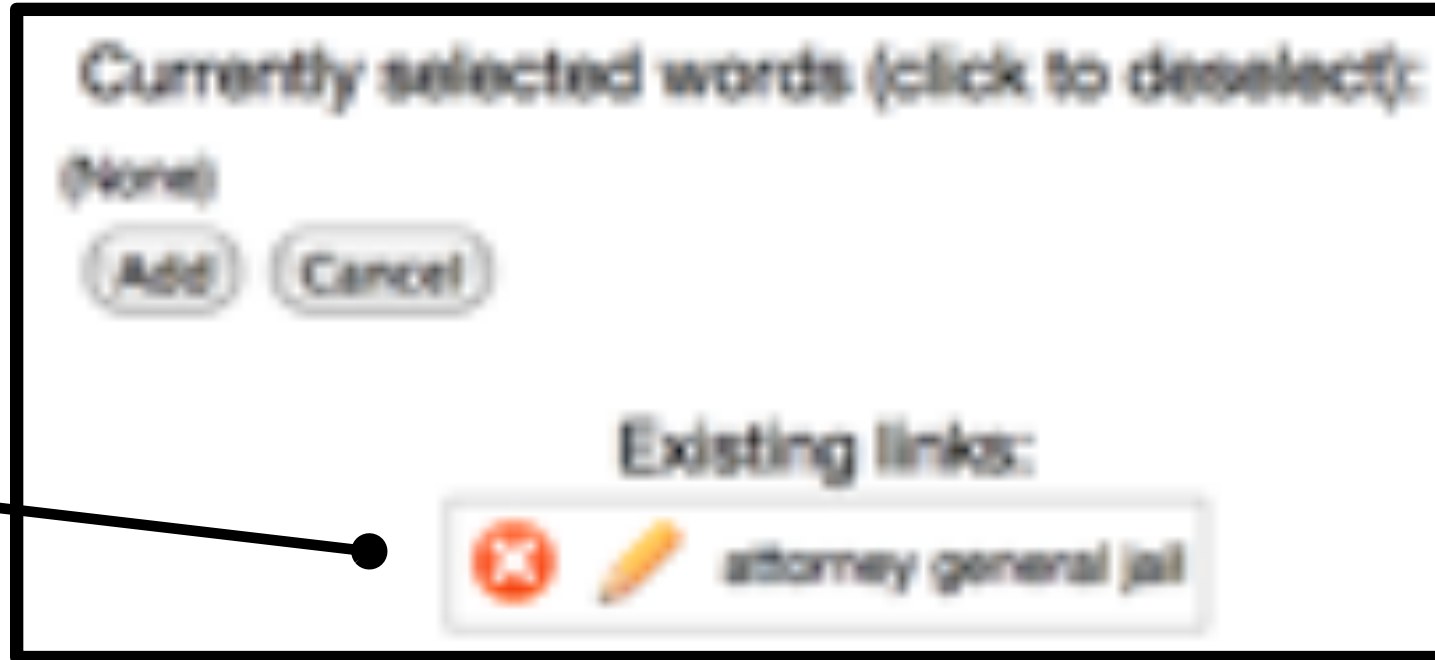 Currently selected words (click to deselect):
(None)
Add Cancel
Existing links:
attorney general jail